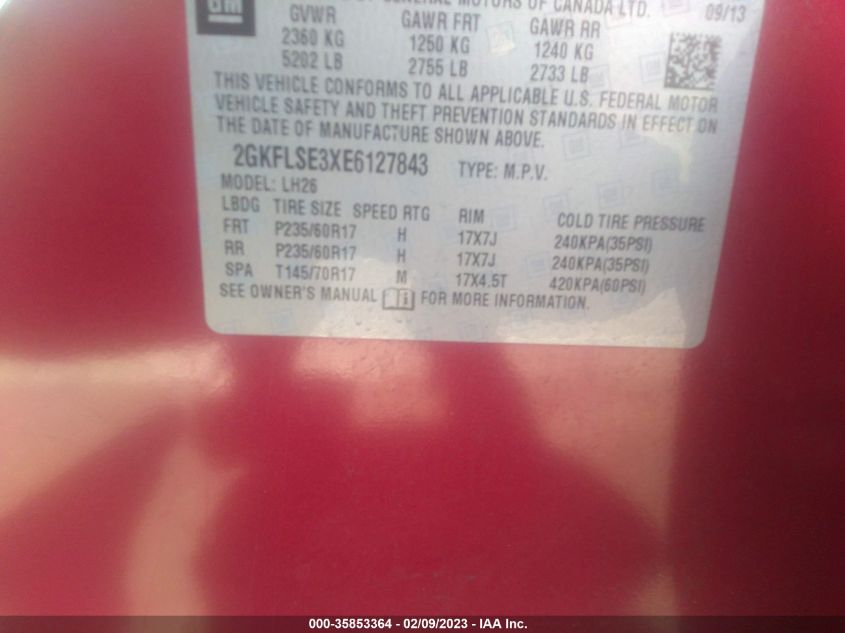 GM
OF GENERAL MOTORS OF CANADA LTD.
09/13
GVWR GAWR FRT GAWR RR
2360 KG 1250 KG 1240 KG
5202 LB 2755 LB 2733 LB
THIS VEHICLE CONFORMS TO ALL APPLICABLE U.S. FEDERAL MOTOR
VEHICLE SAFETY AND THEFT PREVENTION STANDARDS IN EFFECT ON
THE DATE OF MANUFACTURE SHOWN ABOVE.
2GKFLSE3XE6127843 TYPE: M.P.V.
MODEL: LH26
LBDG TIRE SIZE SPEED RTG RIM COLD TIRE PRESSURE
FRT P235/60R17 H 17X7J 240KPA(35PSI)
RR P235/60R17 H 17X7J 240KPA(35PSI)
SPA T145/70R17 M 17X4.5T 420KPA(60PSI)
SEE OWNER'S MANUAL FOR MORE INFORMATION.
000-35853364 - 02/09/2023 - IAA Inc.